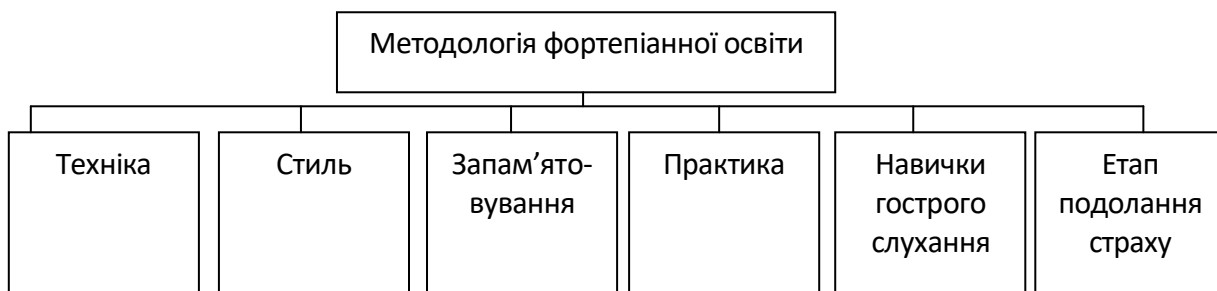 Методологія фортепіанної освіти
Техніка
Стиль
Запам’ято-
вування
Практика
Навички
гострого
слухання
Етап
подолання
страху